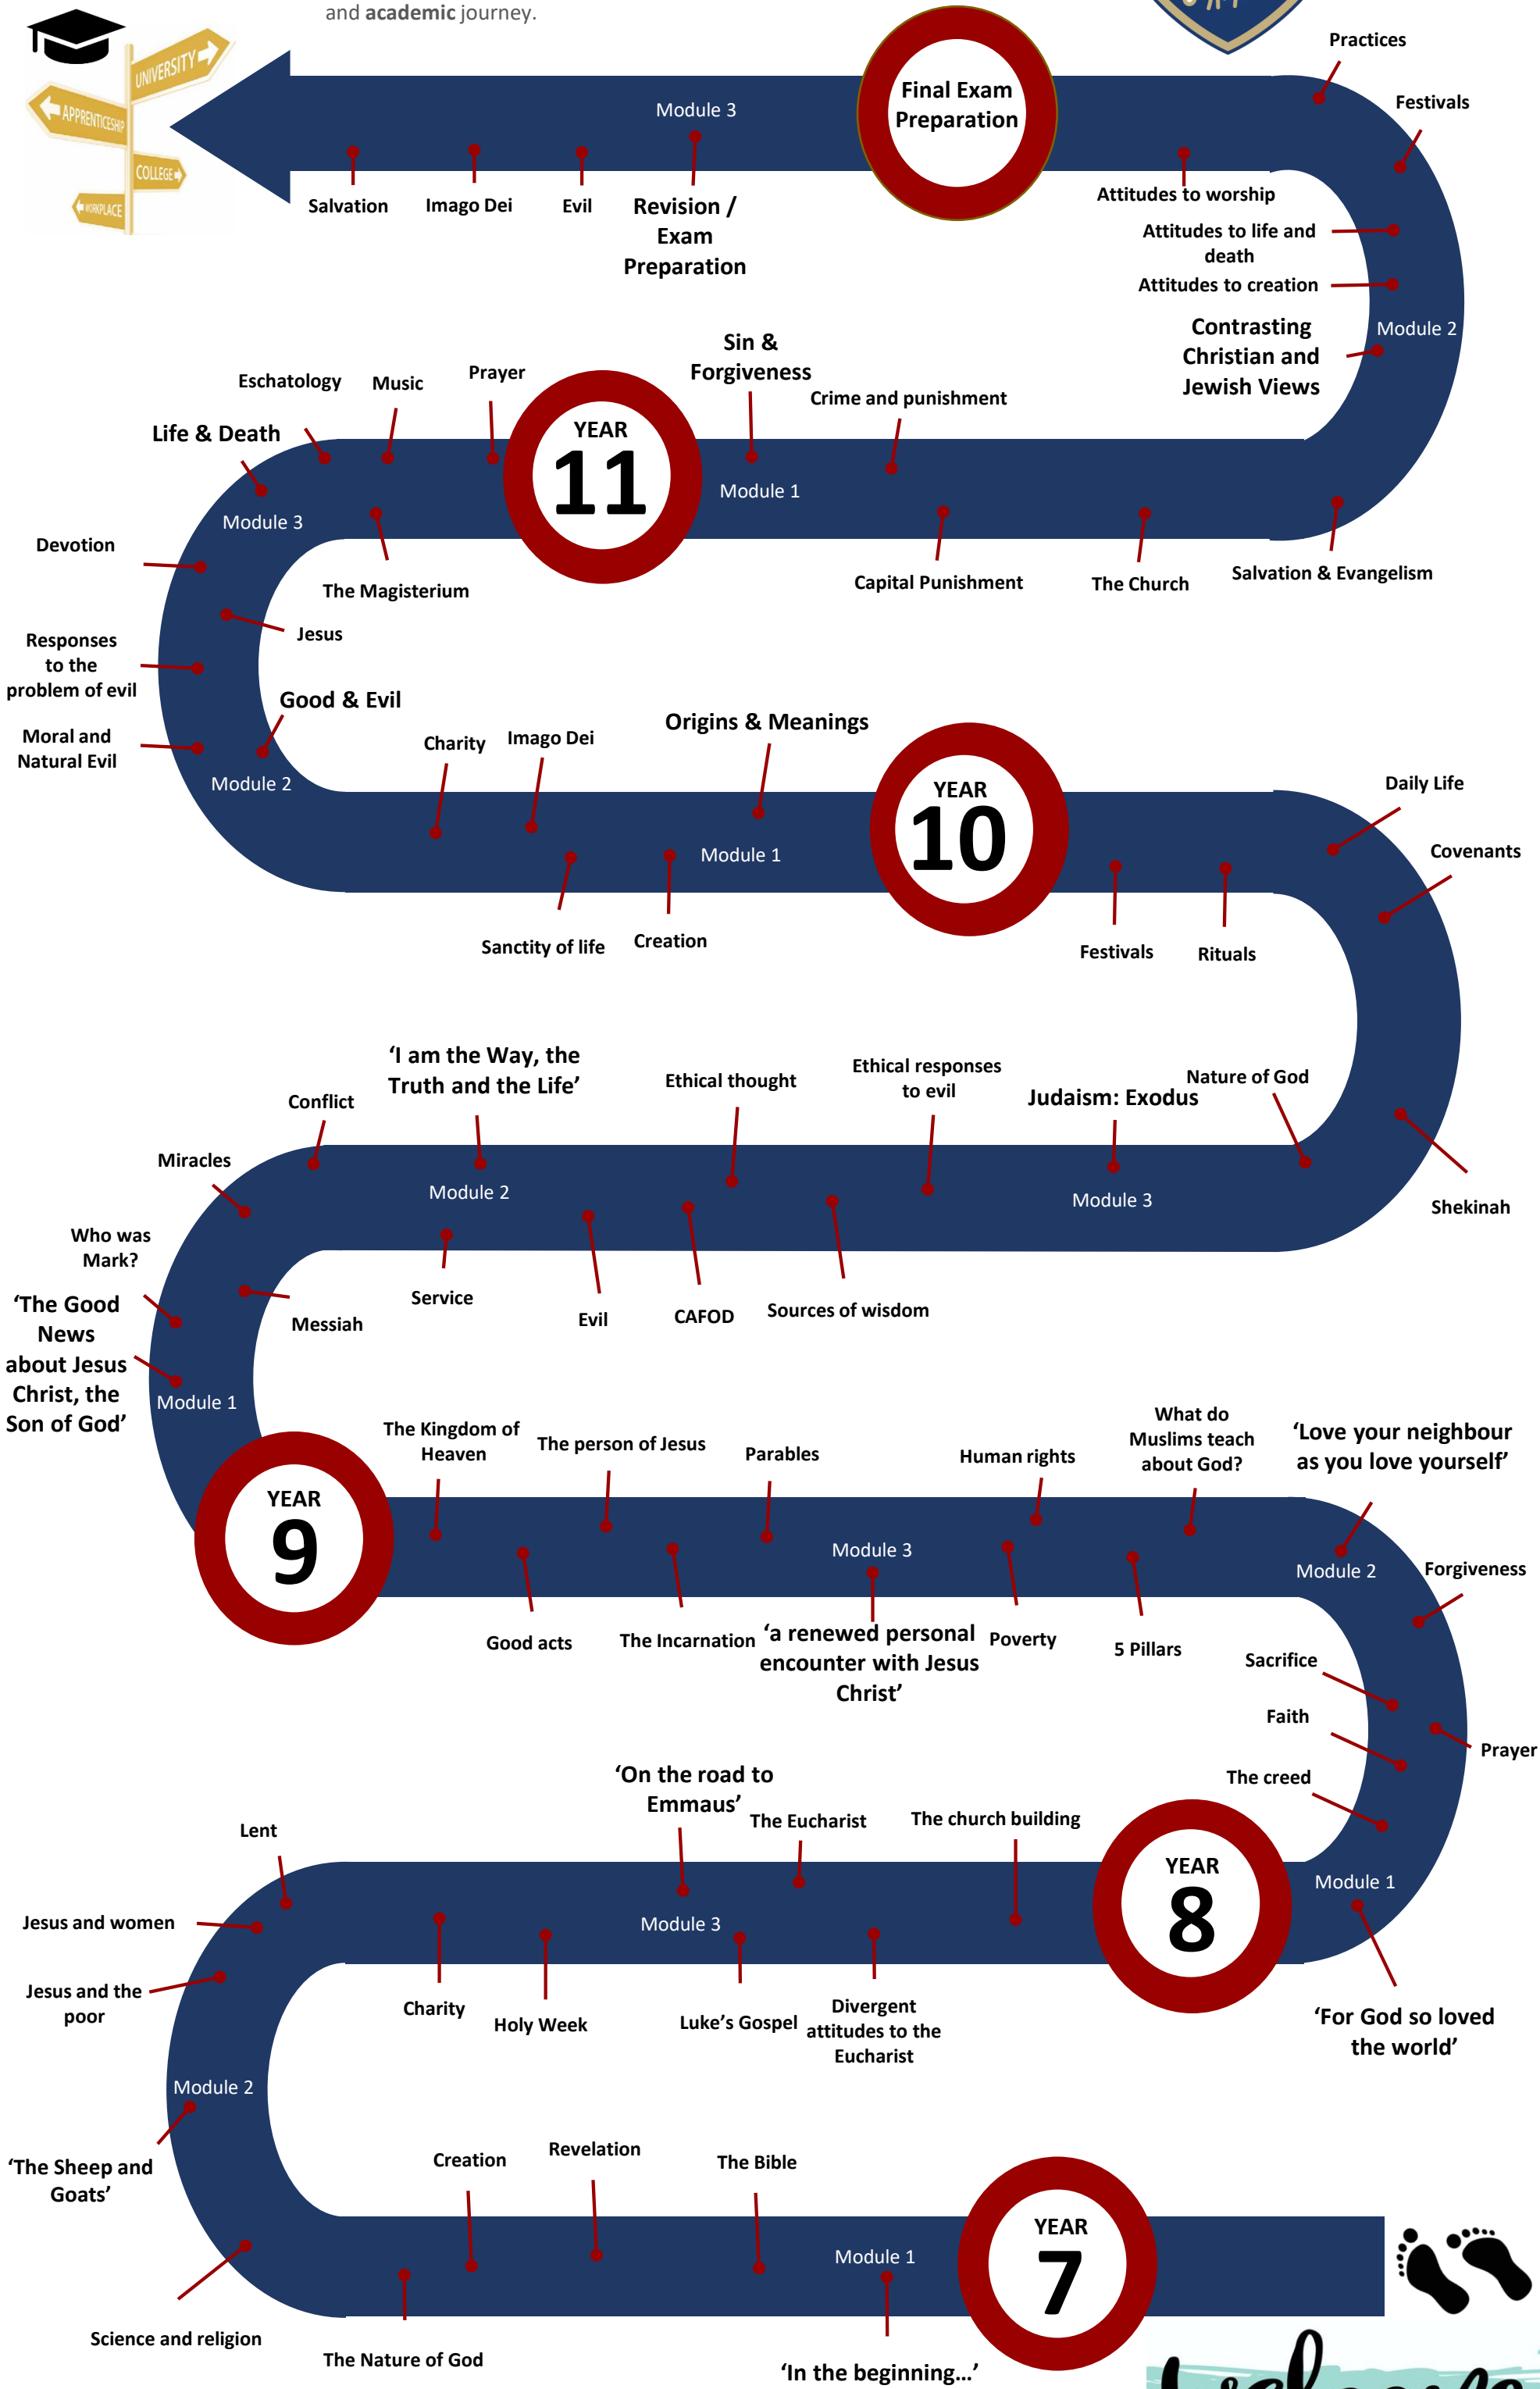 and academic journey.
UNIVERSITY
APPRENTICESHIP
COLLEGE
WORKPLACE
Practices
Festivals
Final Exam
Preparation
Module 3
Attitudes to worship
Salvation
Imago Dei
Evil
Revision /
Exam
Preparation
Attitudes to life and
death
Attitudes to creation
Contrasting
Christian and
Jewish Views
Module 2
Sin &
Forgiveness
Eschatology
Music
Prayer
Crime and punishment
Life & Death
YEAR
11
Module 1
Module 3
Devotion
The Magisterium
Capital Punishment
The Church
Salvation & Evangelism
Jesus
Responses
to the
problem of evil
Good & Evil
Moral and
Natural Evil
Module 2
Charity
Imago Dei
Origins & Meanings
YEAR
10
Module 1
Daily Life
Covenants
Sanctity of life
Creation
Festivals
Rituals
‘I am the Way, the
Truth and the Life’
Ethical thought
Ethical responses
to evil
Judaism: Exodus
Nature of God
Conflict
Miracles
Module 2
Module 3
Shekinah
Who was
Mark?
Service
Evil
CAFOD
Sources of wisdom
Messiah
‘The Good
News
about Jesus
Christ, the
Son of God’
Module 1
The Kingdom of
Heaven
The person of Jesus
Parables
Human rights
What do
Muslims teach
about God?
‘Love your neighbour
as you love yourself’
YEAR
9
Module 3
Module 2
Forgiveness
Good acts
The Incarnation
‘a renewed personal
encounter with Jesus
Christ’
Poverty
5 Pillars
Sacrifice
Faith
Prayer
The creed
‘On the road to
Emmaus’
The Eucharist
The church building
Lent
YEAR
8
Module 1
Jesus and women
Module 3
Jesus and the
poor
Charity
Holy Week
Luke’s Gospel
Divergent
attitudes to the
Eucharist
‘For God so loved
the world’
Module 2
‘The Sheep and
Goats’
Creation
Revelation
The Bible
YEAR
7
Module 1
Science and religion
The Nature of God
‘In the beginning…’